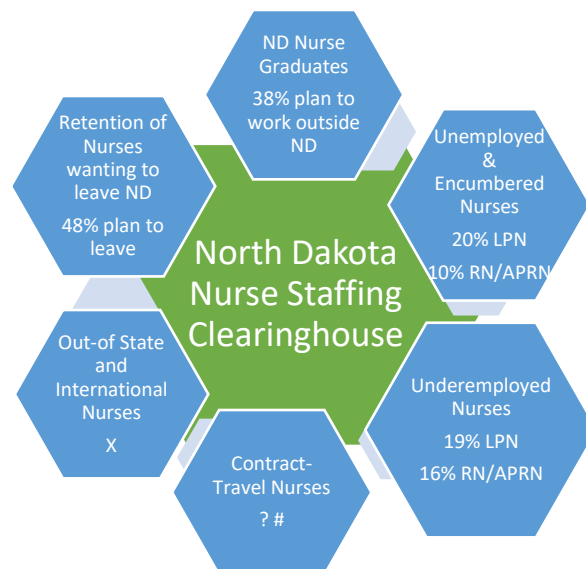 ND Nurse
Graduates
38% plan to
work outside
ND
Unemployed
&
Encumbered
Nurses
20% LPN
10% RN/APRN
Underemployed
Nurses
19% LPN
16% RN/APRN
Contract-
Travel Nurses
? #
Out-of State
and
International
Nurses
X
Retention of
Nurses
wanting to
leave ND
48% plan to
leave
North Dakota
Nurse Staffing
Clearinghouse